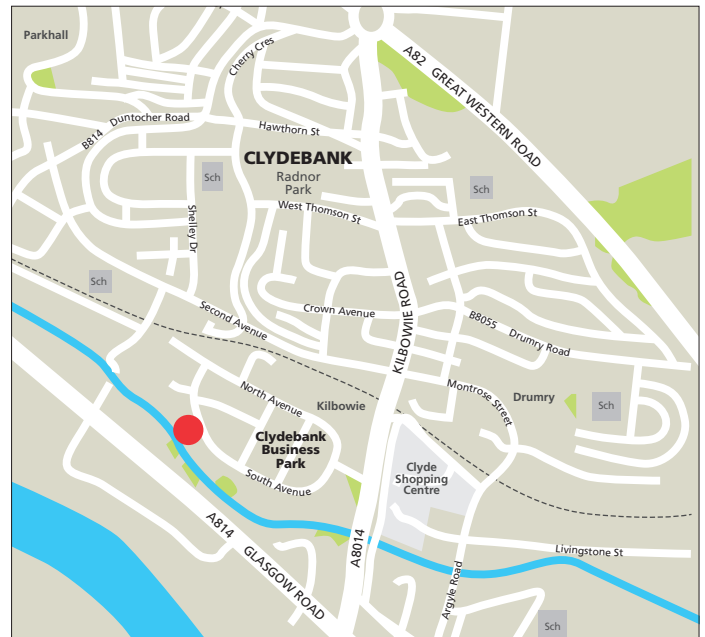 Parkhall
Cherry Cres
A82 GREAT WESTERN ROAD
B814
Duntocher Road
Hawthorn St
CLYDEBANK
Radnor
Park
Sch
Sch
Shelley Dr
West Thomson St
East Thomson St
Sch
Second Avenue
Crown Avenue
KILBOWIE ROAD
B8055
Drumry Road
North Avenue
Kilbowie
Montrose Street
Drumry
Sch
Clydebank
Business
Park
Clyde
Shopping
Centre
South Avenue
A814
GLASGOW ROAD
A8014
Livingstone St
Argyle Road
Sch